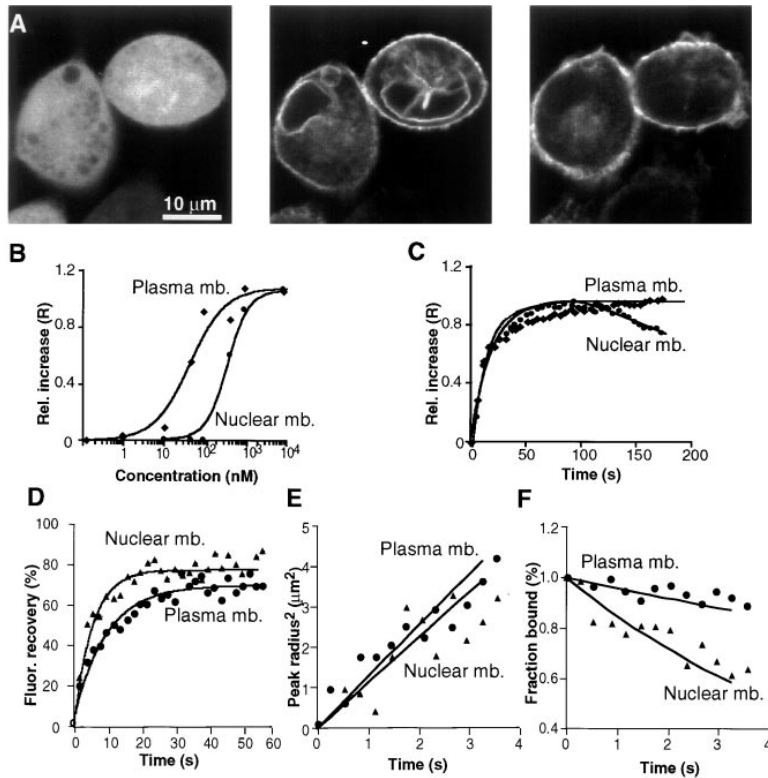 A
10 μm
B
1.2
0.8
0.4
0
Rel. increase (R)
Plasma mb.
Nuclear mb.
1 10 10² 10³ 10⁴
Concentration (nM)
C
1.2
0.8
0.4
0
Rel. increase (R)
Plasma mb.
Nuclear mb.
0 50 100 150 200
Time (s)
D
100
80
60
40
20
0
Fluor. recovery (%)
Nuclear mb.
Plasma mb.
0 10 20 30 40 50 60
Time (s)
E
5
4
3
2
1
0
Peak radius² (μm²)
Plasma mb.
Nuclear mb.
0 1 2 3 4
Time (s)
F
1.2
1.0
0.8
0.6
0.4
Fraction bound (%)
Plasma mb.
Nuclear mb.
0 1 2 3 4
Time (s)